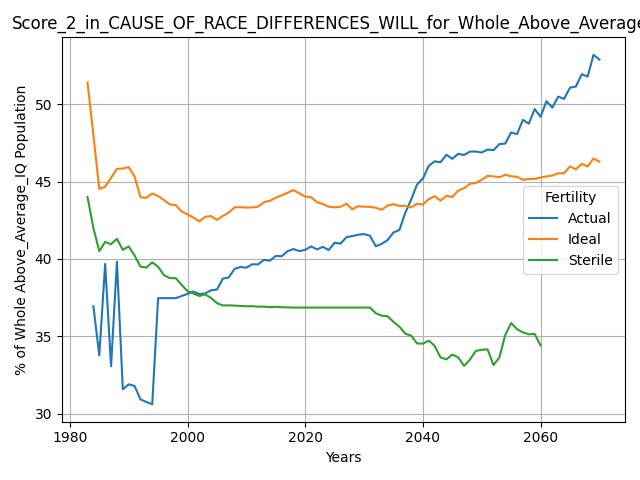 Score_2_in_CAUSE_OF_RACE_DIFFERENCES_WILL_for_Whole_Above_Average
% of Whole Above_Average_IQ Population
50
45
40
35
30
1980
2000
2020
2040
2060
Years
Fertility
Actual
Ideal
Sterile